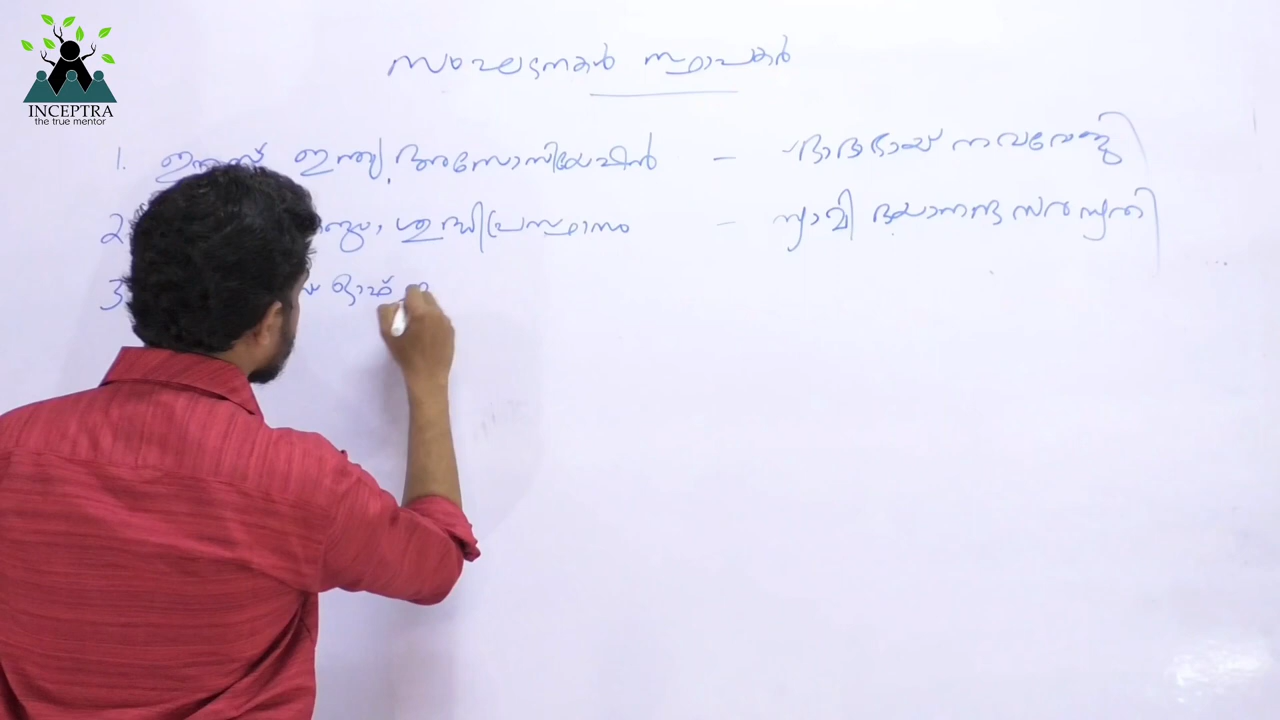 INCEPTRA
the true mentor
സംഘടനകൾ സ്ഥാപകർ
1. ഈസ്റ്റ് ഇന്ത്യ അസോസിയേഷൻ – ദാദാഭായ് നവറോജി
2. ശുദ്ധിപ്രസ്ഥാനം – സ്വാമി ദയാനന്ദ സരസ്വതി
3. ഓഫ്